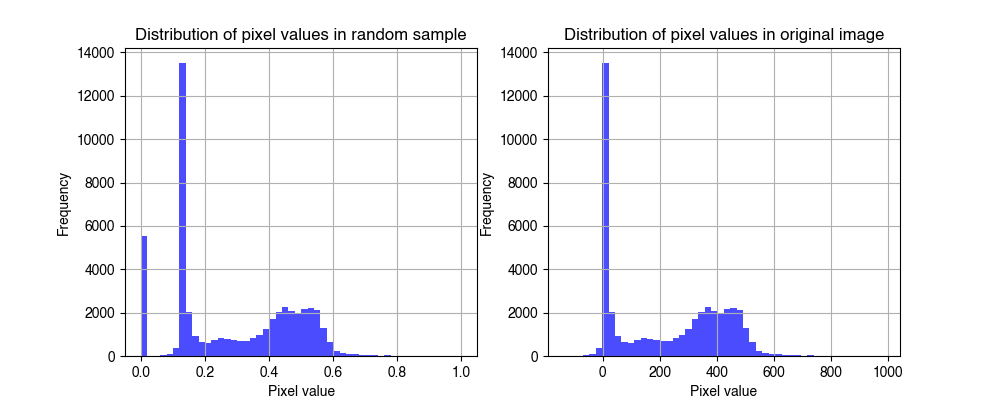 Distribution of pixel values in random sample
14000
12000
10000
8000
6000
4000
2000
0
Frequency
0.0 0.2 0.4 0.6 0.8 1.0
Pixel value
Distribution of pixel values in original image
14000
12000
10000
8000
6000
4000
2000
0
Frequency
0 200 400 600 800 1000
Pixel value